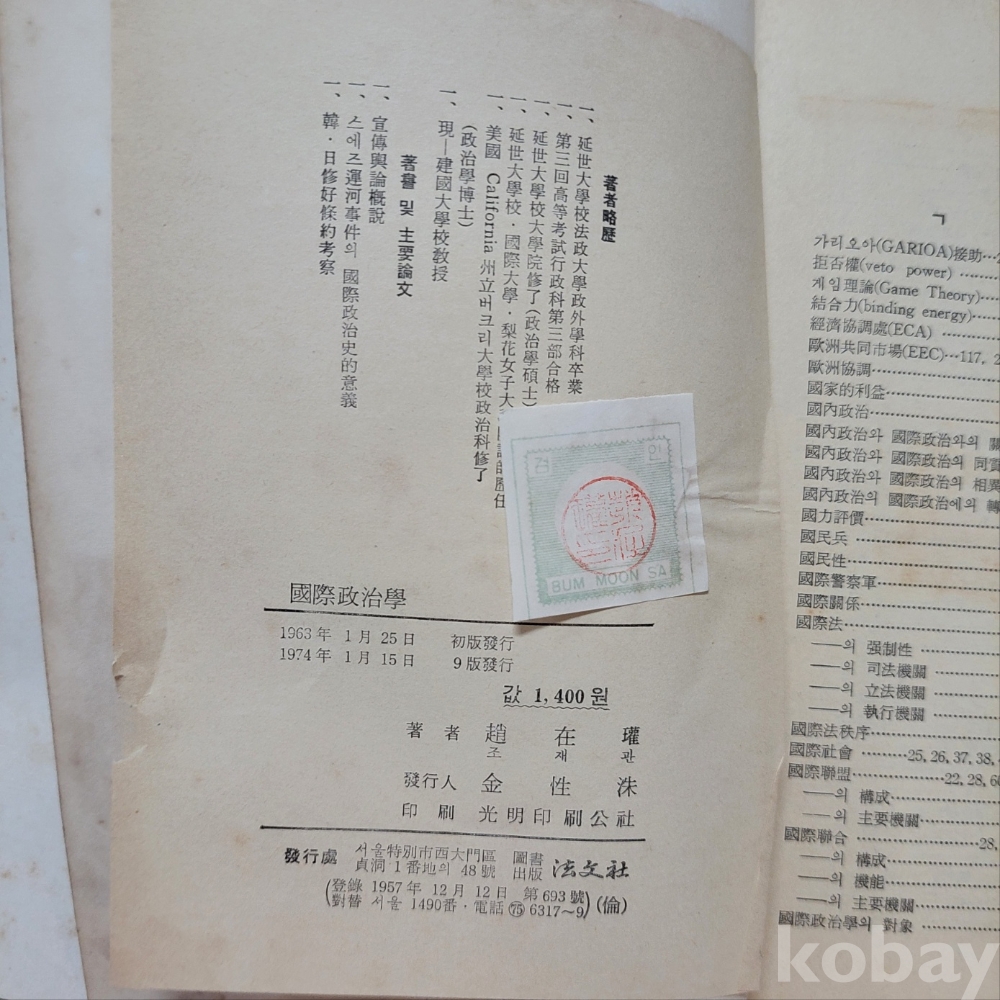 著者略歷
一、延世大學校法政大學政外學科卒業
一、第三回高等考試行政科第三部合格
一、延世大學校大學院修了(政治學碩士)
一、延世大學校・國際大學・梨花女子大 歷任
一、美國 California 州立버크리大學校政治科修了
(政治學博士)
一、現―建國大學校教授
著書 및 主要論文
一、宣傳輿論槪說
一、스에즈運河事件의 國際政治史的意義
一、韓・日修好條約考察
검 인
BUM MOON SA
國際政治學
1963年 1月 25日 初版發行
1974年 1月 15日 9版發行
값 1,400원
著者 趙在瓘
조 재 관
發行人 金性洙
印刷 光明印刷公社
發行處 서울特別市西大門區 圖書 法文社
貞洞 1番地의 48號 出版
(登錄 1957年 12月 12日 第693號) (倫)
(對替 서울 1490番・電話 75 6317~9)
ㄱ
가리오아(GARIOA)接助
拒否權(veto power)
게임理論(Game Theory)
結合力(binding energy)
經濟協調處(ECA)
歐洲共同市場(EEC)…117,
歐洲協調
國家的利益
國內政治
國內政治와 國際政治와의
國內政治와 國際政治의 同質
國內政治와 國際政治의 相異
國內政治의 國際政治에의 轉
國力評價
國民兵
國民性
國際警察軍
國際關係
國際法
――의 强制性
――의 司法機關
――의 立法機關
――의 執行機關
國際法秩序
國際社會 ……25, 26, 37, 38,
國際聯盟 ……22, 28,
――의 構成
――의 主要機關
國際聯合 ……28,
――의 構成
――의 機能
――의 主要機關
國際政治學의 對象
kobay